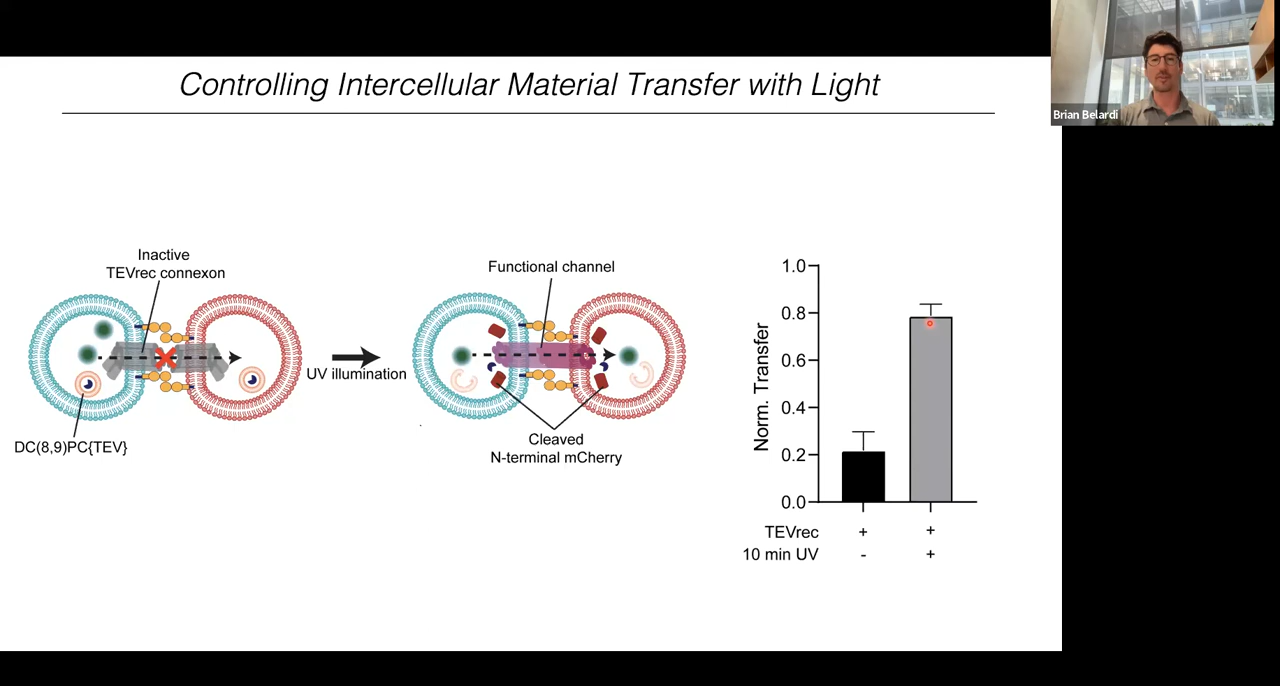 Controlling Intercellular Material Transfer with Light
Brian Belardi
Inactive
TEVrec connexon
DC(8,9)PC{TEV}
UV illumination
Functional channel
Cleaved
N-terminal mCherry
Norm. Transfer
1.0
0.8
0.6
0.4
0.2
0.0
TEVrec + +
10 min UV - +